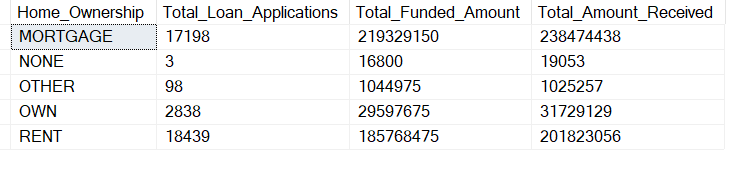 Home_Ownership Total_Loan_Applications Total_Funded_Amount Total_Amount_Received
MORTGAGE 17198 219329150 238474438
NONE 3 16800 19053
OTHER 98 1044975 1025257
OWN 2838 29597675 31729129
RENT 18439 185768475 201823056